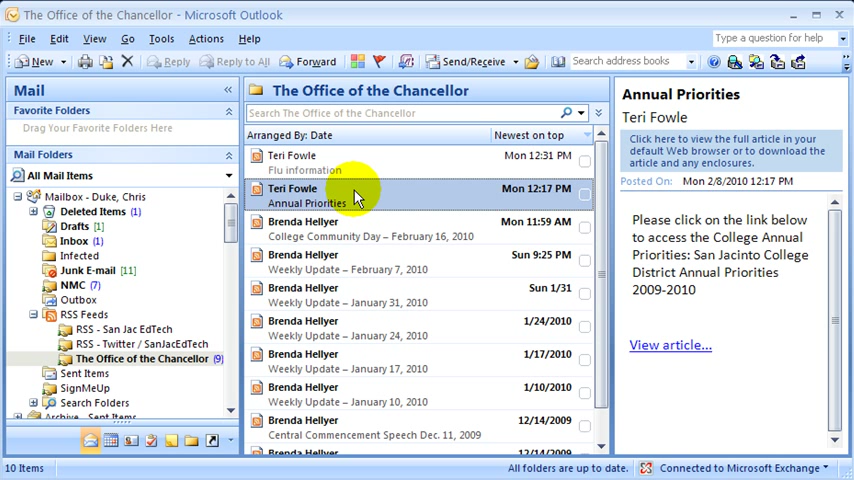 The Office of the Chancellor - Microsoft Outlook
File Edit View Go Tools Actions Help
Type a question for help
New Reply Reply to All Forward Send/Receive Search address books
Mail
Favorite Folders
Drag Your Favorite Folders Here
Mail Folders
All Mail Items
Mailbox - Duke, Chris
Deleted Items (1)
Drafts [1]
Inbox (1)
Infected
Junk E-mail [11]
NMC (7)
Outbox
RSS Feeds
RSS - San Jac EdTech
RSS - Twitter / SanJacEdTech
The Office of the Chancellor (9)
Sent Items
SignMeUp
Search Folders
Archive - Sent Items
The Office of the Chancellor
Search The Office of the Chancellor
Arranged By: Date Newest on top
Teri Fowle Mon 12:31 PM
Flu information
Teri Fowle Mon 12:17 PM
Annual Priorities
Brenda Hellyer Mon 11:59 AM
College Community Day – February 16, 2010
Brenda Hellyer Sun 9:25 PM
Weekly Update – February 7, 2010
Brenda Hellyer Sun 1/31
Weekly Update – January 31, 2010
Brenda Hellyer 1/24/2010
Weekly Update – January 24, 2010
Brenda Hellyer 1/17/2010
Weekly Update – January 17, 2010
Brenda Hellyer 1/10/2010
Weekly Update – January 10, 2010
Brenda Hellyer 12/14/2009
Central Commencement Speech Dec. 11, 2009
Brenda Hellyer
Annual Priorities
Teri Fowle
Click here to view the full article in your
default Web browser or to download the
article and any enclosures.
Posted On: Mon 2/8/2010 12:17 PM
Please click on the link below
to access the College Annual
Priorities: San Jacinto College
District Annual Priorities
2009-2010
View article...
10 Items All folders are up to date. Connected to Microsoft Exchange